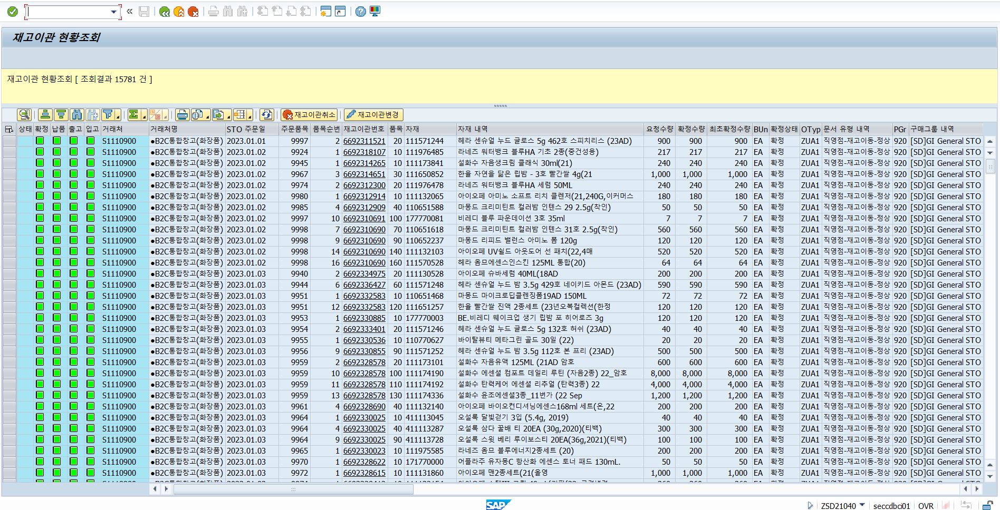 재고이관 현황조회
재고이관 현황조회 [ 조회결과 15781 건 ]
재고이관취소 재고이관변경
상태 확정 납품 출고 입고 거래처 거래처명 STO 주문일 주문품목 품목순번 재고이관번호 품목 자재 자재 내역 요청수량 확정수량 최초확정수량 BUn 확정상태 OTyp 문서 유형 내역 PGr 구매그룹 내역
S1110900 ●B2C통합창고(화장품) 2023.01.01 9997 2 6692311521 20 111571244 헤라 센슈얼 누드 글로스 5g 462호 스피치리스 (23AD) 900 900 900 EA 확정 ZUA1 직영점-재고이동-정상 920 [SD]GI General STO
S1110900 ●B2C통합창고(화장품) 2023.01.02 9924 1 6692318107 10 111976485 라네즈 워터뱅크 블루HA 기초 2종(중건성용) 217 217 217 EA 확정 ZUA1 직영점-재고이동-정상 920 [SD]GI General STO
S1110900 ●B2C통합창고(화장품) 2023.01.02 9945 1 6692314265 10 111173841 설화수 자음생크림 클래식 30ml(21) 240 240 240 EA 확정 ZUA1 직영점-재고이동-정상 920 [SD]GI General STO
S1110900 ●B2C통합창고(화장품) 2023.01.02 9967 3 6692314651 30 111650852 한율 자연을 닮은 립밤 - 3호 빨간쌀 4g(21 1,000 1,000 1,000 EA 확정 ZUA1 직영점-재고이동-정상 920 [SD]GI General STO
S1110900 ●B2C통합창고(화장품) 2023.01.02 9974 2 6692312300 20 111976478 라네즈 워터뱅크 블루HA 세럼 50ML 240 240 240 EA 확정 ZUA1 직영점-재고이동-정상 920 [SD]GI General STO
S1110900 ●B2C통합창고(화장품) 2023.01.02 9980 1 6692312914 10 111132065 아이오페 아미노 소프트 리치 클렌저(21,240G,이커머스 180 180 180 EA 확정 ZUA1 직영점-재고이동-정상 920 [SD]GI General STO
S1110900 ●B2C통합창고(화장품) 2023.01.02 9985 4 6692312909 40 110651588 마몽드 크리미틴트 컬러밤 인텐스 29 2.5g(착인) 50 50 50 EA 확정 ZUA1 직영점-재고이동-정상 920 [SD]GI General STO
S1110900 ●B2C통합창고(화장품) 2023.01.02 9997 10 6692310691 100 177770081 비레디 블루 파운데이션 3호 35ml 7 7 7 EA 확정 ZUA1 직영점-재고이동-정상 920 [SD]GI General STO
S1110900 ●B2C통합창고(화장품) 2023.01.02 9998 7 6692310690 70 110651618 마몽드 크리미틴트 컬러밤 인텐스 31호 2.5g(착인) 560 560 560 EA 확정 ZUA1 직영점-재고이동-정상 920 [SD]GI General STO
S1110900 ●B2C통합창고(화장품) 2023.01.02 9998 9 6692310690 90 110652237 마몽드 리피드 밸런스 아미노 폼 120g 120 120 120 EA 확정 ZUA1 직영점-재고이동-정상 920 [SD]GI General STO
S1110900 ●B2C통합창고(화장품) 2023.01.02 9998 14 6692310690 140 111132103 아이오페 UV쉴드 아웃도어 선 패치(22,4매 520 520 520 EA 확정 ZUA1 직영점-재고이동-정상 920 [SD]GI General STO
S1110900 ●B2C통합창고(화장품) 2023.01.02 9998 16 6692310690 160 111570528 헤라 옴므에센스인스킨 125ML 통합(20) 64 64 64 EA 확정 ZUA1 직영점-재고이동-정상 920 [SD]GI General STO
S1110900 ●B2C통합창고(화장품) 2023.01.03 9940 2 6692334975 20 111130528 아이오페 슈바세럼 40ML(18AD 200 200 200 EA 확정 ZUA1 직영점-재고이동-정상 920 [SD]GI General STO
S1110900 ●B2C통합창고(화장품) 2023.01.03 9944 6 6692336427 60 111571248 헤라 센슈얼 누드 밤 3.5g 429호 네이키드 아몬드 (23AD) 590 590 590 EA 확정 ZUA1 직영점-재고이동-정상 920 [SD]GI General STO
S1110900 ●B2C통합창고(화장품) 2023.01.03 9951 1 6692332583 10 110651468 마몽드 마이크로딥클렌징폼19AD 150ML 72 72 72 EA 확정 ZUA1 직영점-재고이동-정상 920 [SD]GI General STO
S1110900 ●B2C통합창고(화장품) 2023.01.03 9951 12 6692332583 120 111651257 한율 빨간쌀 진액 2종세트 (23년오복컬렉션(한정 120 120 120 EA 확정 ZUA1 직영점-재고이동-정상 920 [SD]GI General STO
S1110900 ●B2C통합창고(화장품) 2023.01.03 9953 1 6692330885 10 177770003 BE.비레디 웨이크업 생기 립밤 포 히어로즈 3g 120 120 120 EA 확정 ZUA1 직영점-재고이동-정상 920 [SD]GI General STO
S1110900 ●B2C통합창고(화장품) 2023.01.03 9954 2 6692333401 20 111571246 헤라 센슈얼 누드 글로스 5g 132호 허쉬 (23AD) 40 40 40 EA 확정 ZUA1 직영점-재고이동-정상 920 [SD]GI General STO
S1110900 ●B2C통합창고(화장품) 2023.01.03 9955 1 6692330536 10 110770627 바이탈뷰티 메타그린 골드 30일 (22) 20 20 20 EA 확정 ZUA1 직영점-재고이동-정상 920 [SD]GI General STO
S1110900 ●B2C통합창고(화장품) 2023.01.03 9956 9 6692330855 90 111571252 헤라 센슈얼 누드 밤 3.5g 112호 본 프리 (23AD) 500 500 500 EA 확정 ZUA1 직영점-재고이동-정상 920 [SD]GI General STO
S1110900 ●B2C통합창고(화장품) 2023.01.03 9959 2 6692328578 20 111173101 설화수 자음유액 125ML (21AD 암호 600 600 600 EA 확정 ZUA1 직영점-재고이동-정상 920 [SD]GI General STO
S1110900 ●B2C통합창고(화장품) 2023.01.03 9959 10 6692328578 100 111174190 설화수 에센셜 컴포트 데일리 루틴 (자음2종) 22_암호 8,000 8,000 8,000 EA 확정 ZUA1 직영점-재고이동-정상 920 [SD]GI General STO
S1110900 ●B2C통합창고(화장품) 2023.01.03 9959 11 6692328578 110 111174192 설화수 탄력케어 에센셜 리추얼 (탄력3종) 22 4,000 4,000 4,000 EA 확정 ZUA1 직영점-재고이동-정상 920 [SD]GI General STO
S1110900 ●B2C통합창고(화장품) 2023.01.03 9959 13 6692328578 130 111174336 설화수 윤조에센셜3종_11번가 (22 Sep 1,200 1,200 1,200 EA 확정 ZUA1 직영점-재고이동-정상 920 [SD]GI General STO
S1110900 ●B2C통합창고(화장품) 2023.01.03 9961 4 6692328690 40 111132140 아이오페 바이오컨디셔닝에센스168ml 세트(온,22 200 200 200 EA 확정 ZUA1 직영점-재고이동-정상 920 [SD]GI General STO
S1110900 ●B2C통합창고(화장품) 2023.01.03 9964 1 6692330025 10 411113045 오설록 달빛걷기 3입 (5.4g, 2019) 40 40 40 EA 확정 ZUA1 직영점-재고이동-정상 920 [SD]GI General STO
S1110900 ●B2C통합창고(화장품) 2023.01.03 9964 4 6692330025 40 411113287 오설록 삼다 꿀배 티 20EA (30g,2020)(티백) 300 300 300 EA 확정 ZUA1 직영점-재고이동-정상 920 [SD]GI General STO
S1110900 ●B2C통합창고(화장품) 2023.01.03 9964 9 6692330025 90 411113728 오설록 스윗 베리 루이보스티 20EA(36g,2021)(티백) 100 100 100 EA 확정 ZUA1 직영점-재고이동-정상 920 [SD]GI General STO
S1110900 ●B2C통합창고(화장품) 2023.01.03 9965 1 6692330023 10 111975585 라네즈 옴므 블루에너지2종세트 (20) 200 200 200 EA 확정 ZUA1 직영점-재고이동-정상 920 [SD]GI General STO
S1110900 ●B2C통합창고(화장품) 2023.01.03 9970 1 6692328622 10 171770000 어플라주 유자몽C 항산화 에센스 토너 패드 130mL. 50 50 50 EA 확정 ZUA1 직영점-재고이동-정상 920 [SD]GI General STO
S1110900 ●B2C통합창고(화장품) 2023.01.03 9972 1 6692328615 10 111131860 아이오페 맨2종세트(21(올영 1,000 1,000 1,000 EA 확정 ZUA1 직영점-재고이동-정상 920 [SD]GI General STO
SAP ZSD21040 seccdbci01 OVR